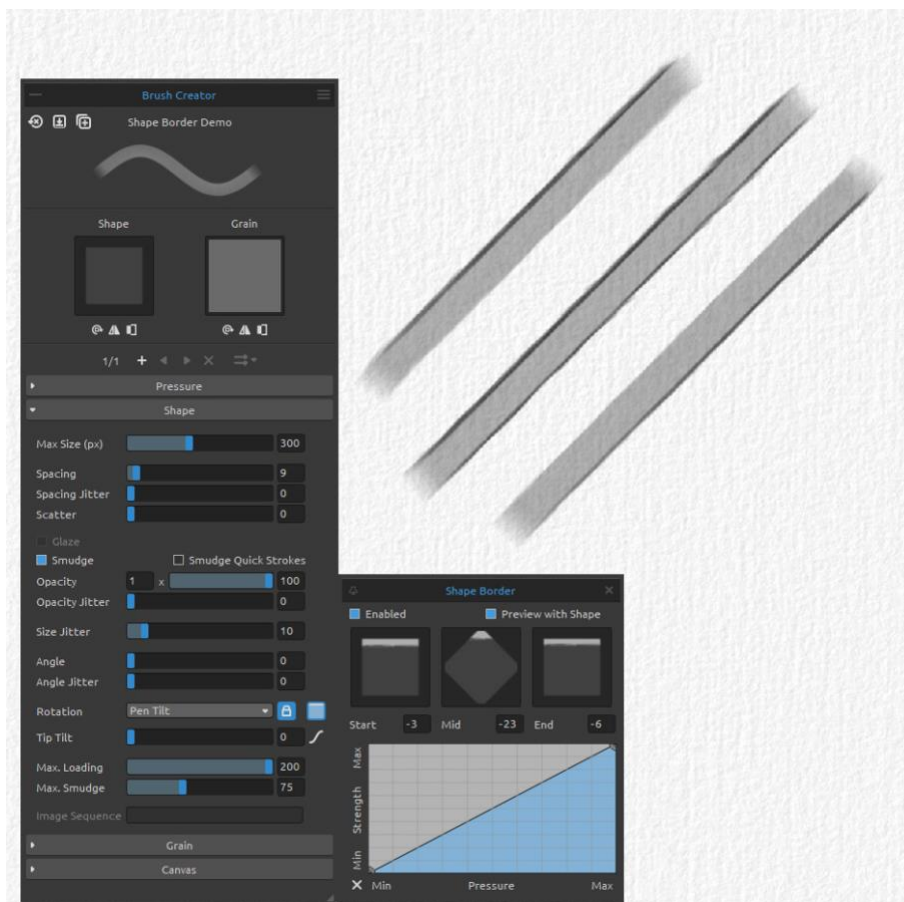 Brush Creator
Shape Border Demo
Shape Grain
1/1
Pressure
Shape
Max Size (px) 300
Spacing 9
Spacing Jitter 0
Scatter 0
Glaze
Smudge Smudge Quick Strokes
Opacity 1 x 100
Opacity Jitter 0
Size Jitter 10
Angle 0
Angle Jitter 0
Rotation Pen Tilt
Tip Tilt 0
Max. Loading 200
Max. Smudge 75
Image Sequence
Grain
Canvas
Shape Border
Enabled Preview with Shape
Start -3 Mid -23 End -6
Max
Strength
Min
Min Pressure Max